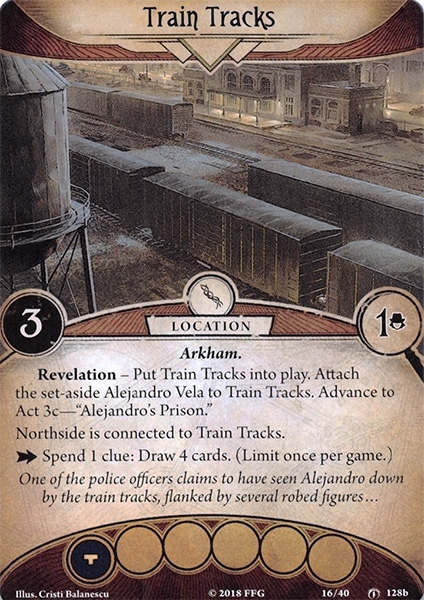 Train Tracks
3
1
LOCATION
Arkham.
Revelation – Put Train Tracks into play. Attach
the set-aside Alejandro Vela to Train Tracks. Advance to
Act 3c—“Alejandro’s Prison.”
Northside is connected to Train Tracks.
Spend 1 clue: Draw 4 cards. (Limit once per game.)
One of the police officers claims to have seen Alejandro down
by the train tracks, flanked by several robed figures…
Illus. Cristi Balanescu © 2018 FFG 16/40 128b